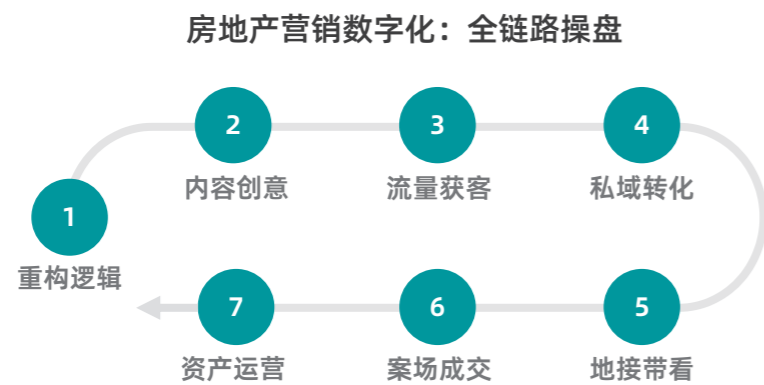 房地产营销数字化：全链路操盘
1
重构逻辑
2
内容创意
3
流量获客
4
私域转化
5
地接带看
6
案场成交
7
资产运营